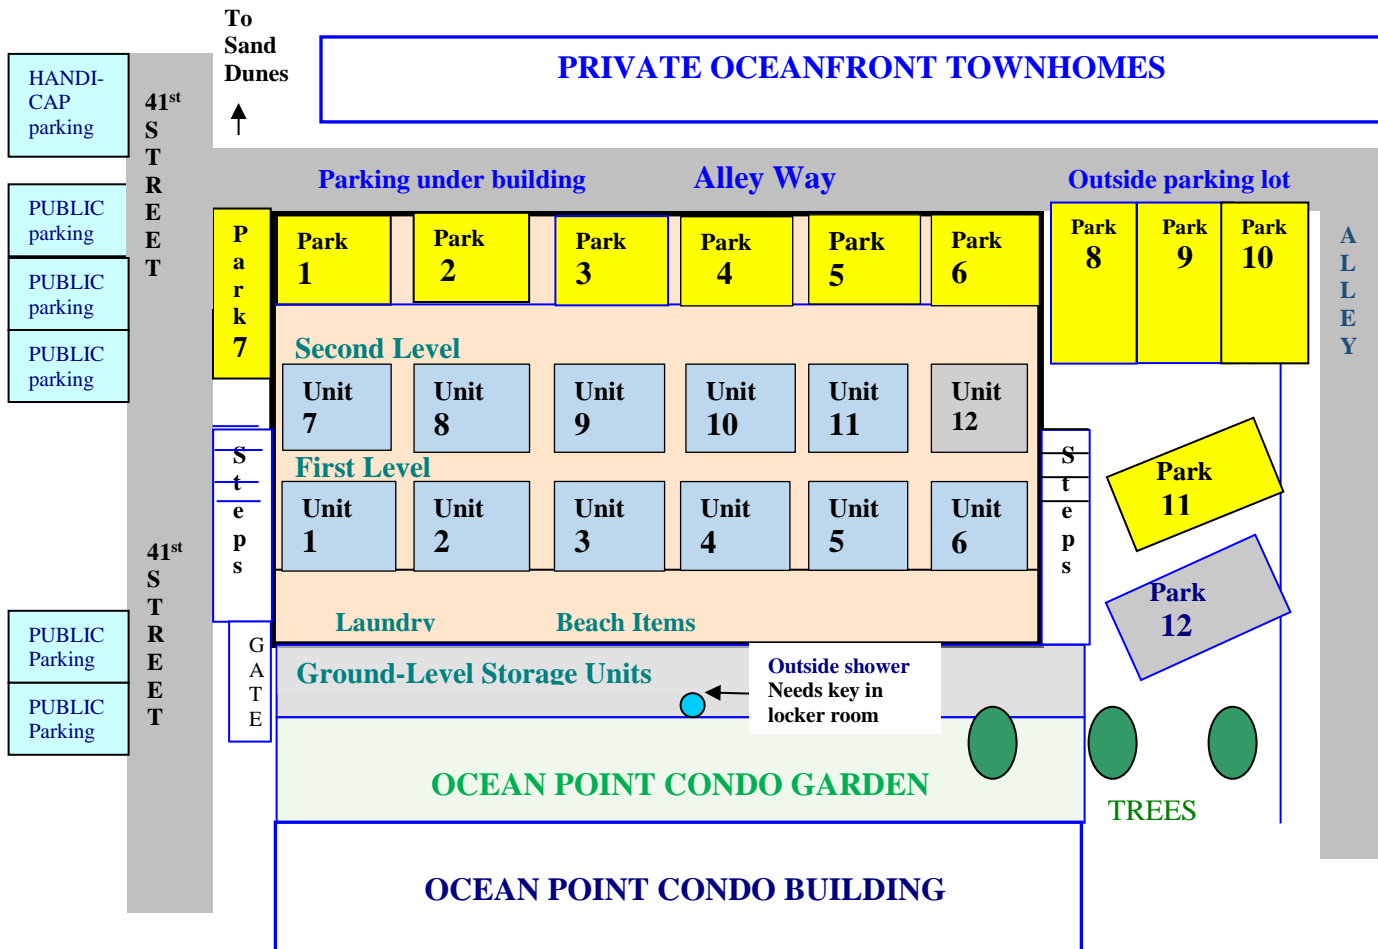 To
Sand
Dunes
PRIVATE OCEANFRONT TOWNHOMES
HANDI-
CAP
parking
41st
STREET
Parking under building
Alley Way
Outside parking lot
PUBLIC
parking
PUBLIC
parking
PUBLIC
parking
Park
7
Park
1
Park
2
Park
3
Park
4
Park
5
Park
6
Park
8
Park
9
Park
10
ALLEY
Second Level
Unit
7
Unit
8
Unit
9
Unit
10
Unit
11
Unit
12
Steps
First Level
Steps
Unit
1
Unit
2
Unit
3
Unit
4
Unit
5
Unit
6
Park
11
Park
12
41st
STREET
PUBLIC
Parking
PUBLIC
Parking
GATE
Laundry
Beach Items
Ground-Level Storage Units
Outside shower
Needs key in
locker room
OCEAN POINT CONDO GARDEN
TREES
OCEAN POINT CONDO BUILDING